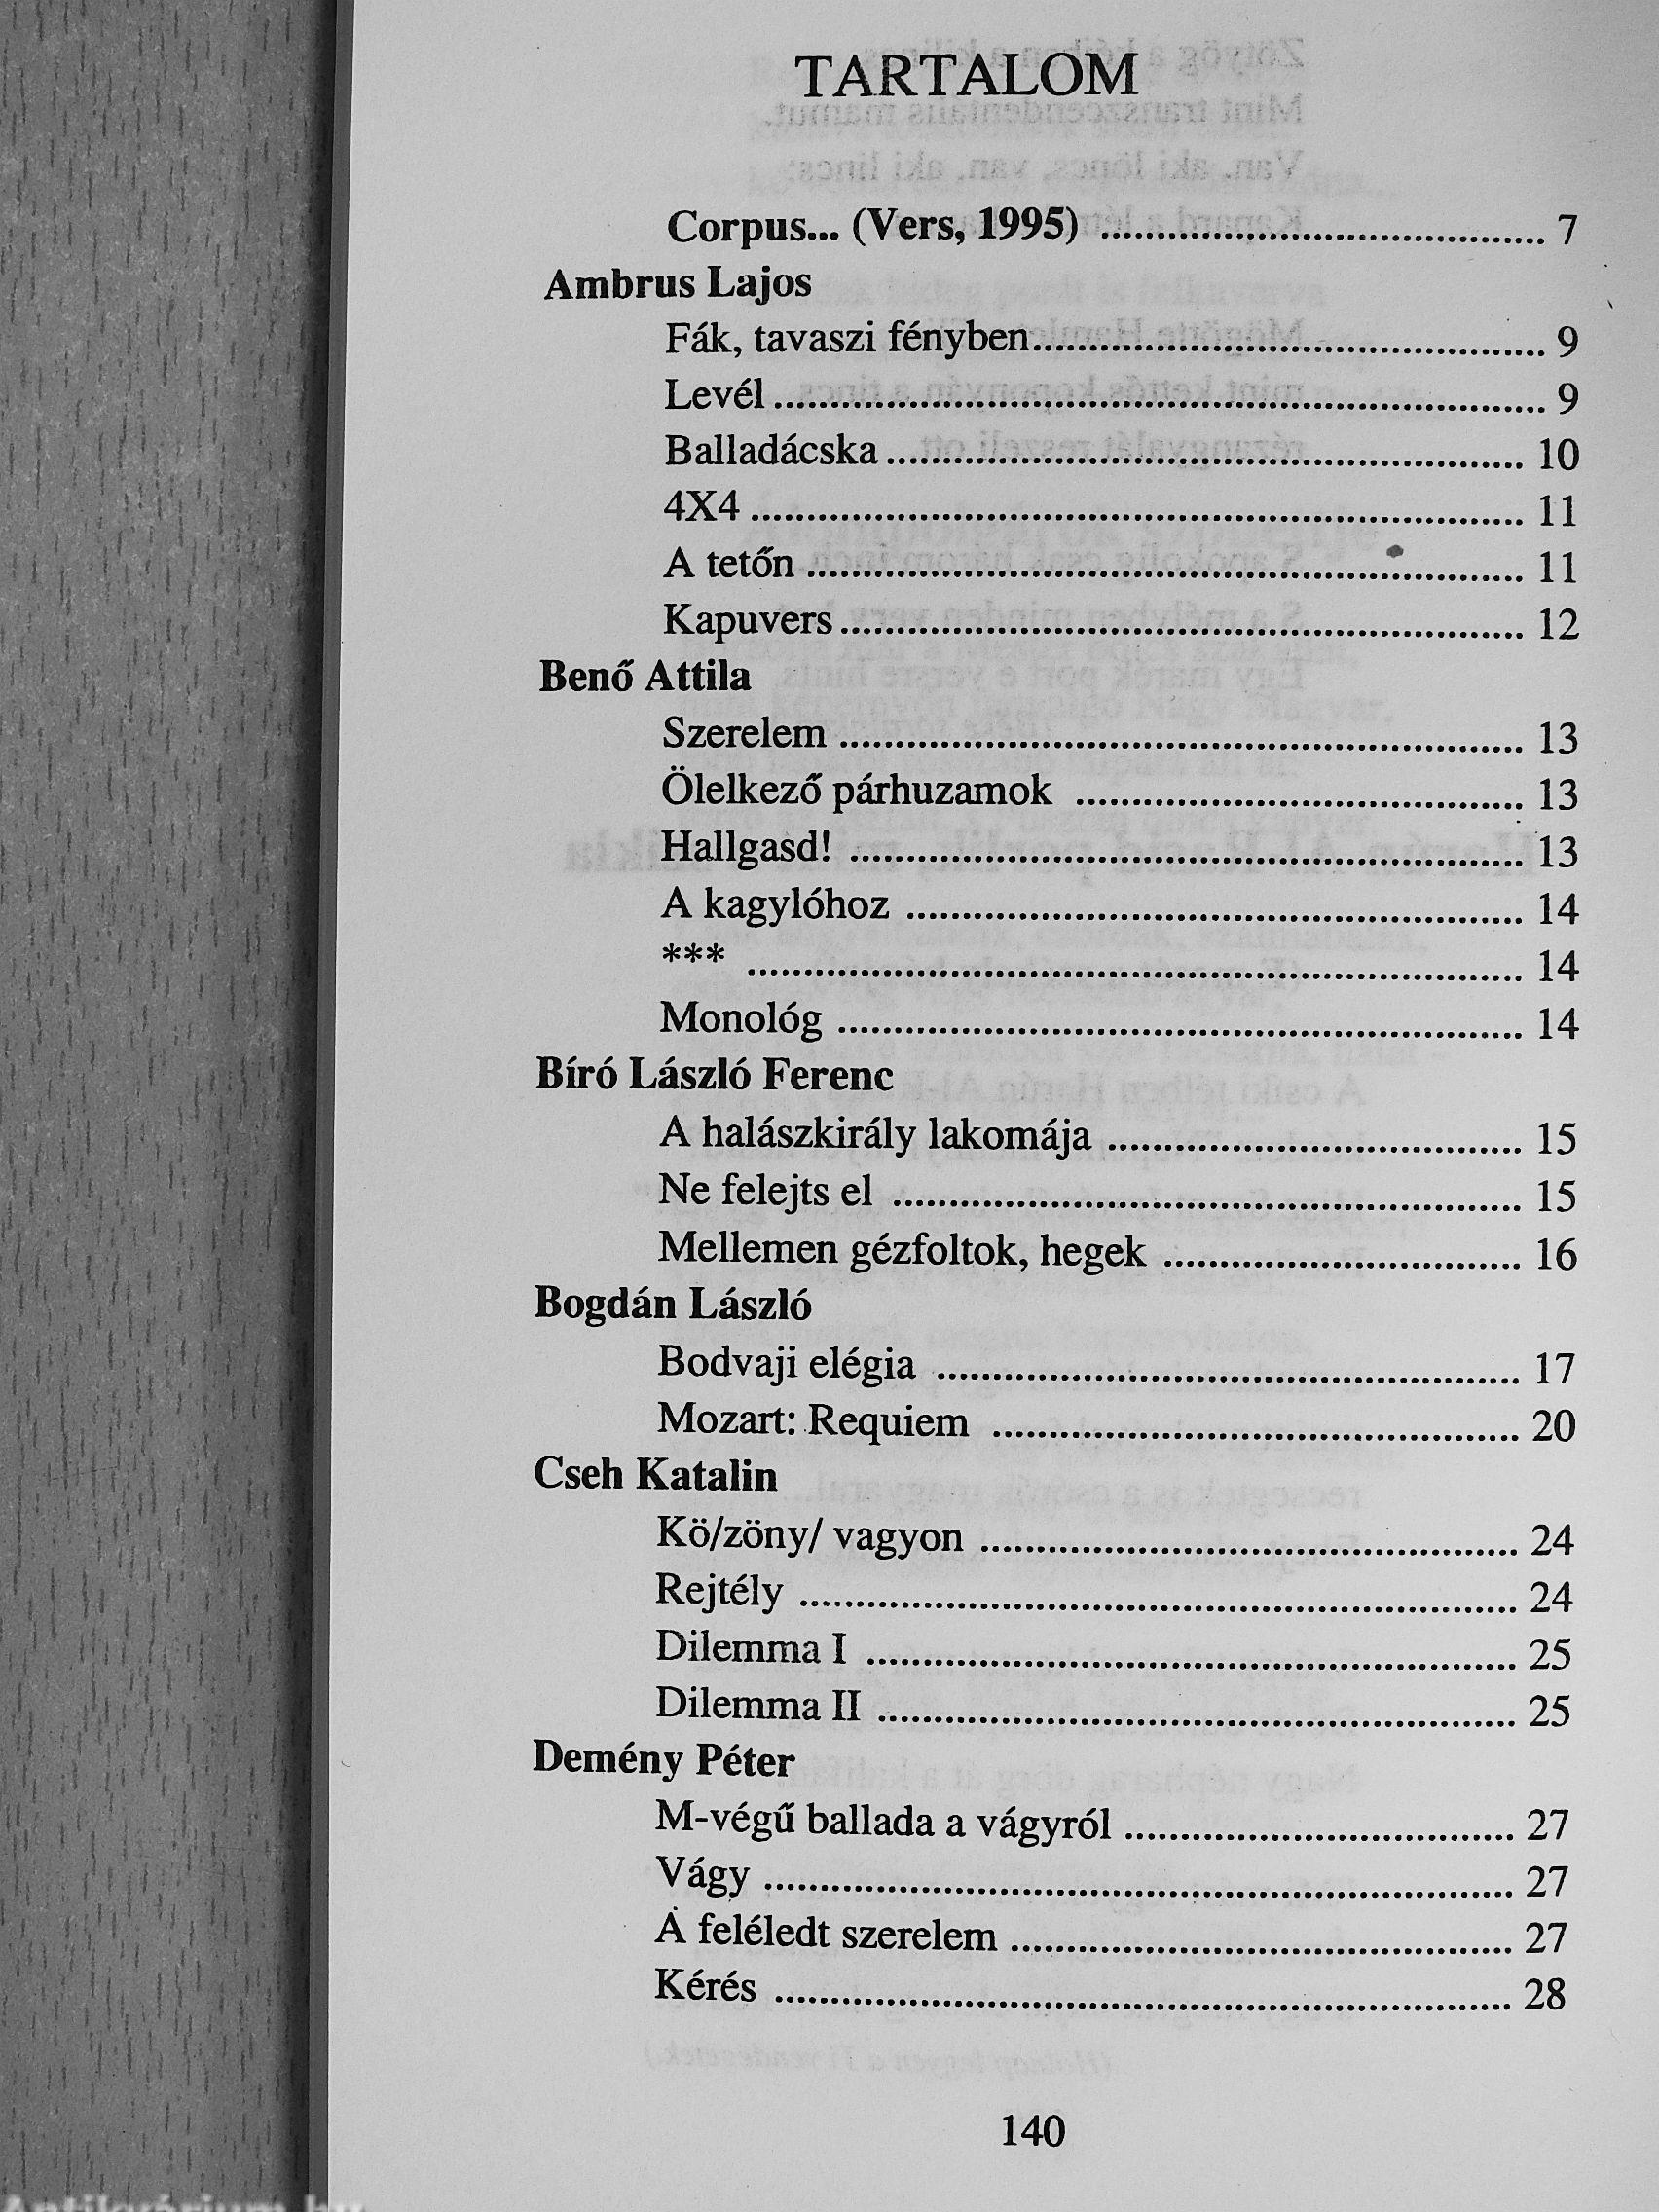 TARTALOM
Corpus... (Vers, 1995) ........ 7
Ambrus Lajos
Fák, tavaszi fényben........ 9
Levél ........ 9
Balladácska ........ 10
4X4 ........ 11
A tetőn ........ 11
Kapuvers ........ 12
Benő Attila
Szerelem ........ 13
Ölelkező párhuzamok ........ 13
Hallgasd! ........ 13
A kagylóhoz ........ 14
*** ........ 14
Monológ ........ 14
Bíró László Ferenc
A halászkirály lakomája ........ 15
Ne felejts el ........ 15
Mellemen gézfoltok, hegek ........ 16
Bogdán László
Bodvaji elégia ........ 17
Mozart: Requiem ........ 20
Cseh Katalin
Kö/zöny/ vagyon ........ 24
Rejtély ........ 24
Dilemma I ........ 25
Dilemma II ........ 25
Demény Péter
M-végű ballada a vágyról ........ 27
Vágy ........ 27
A feléledt szerelem ........ 27
Kérés ........ 28
140